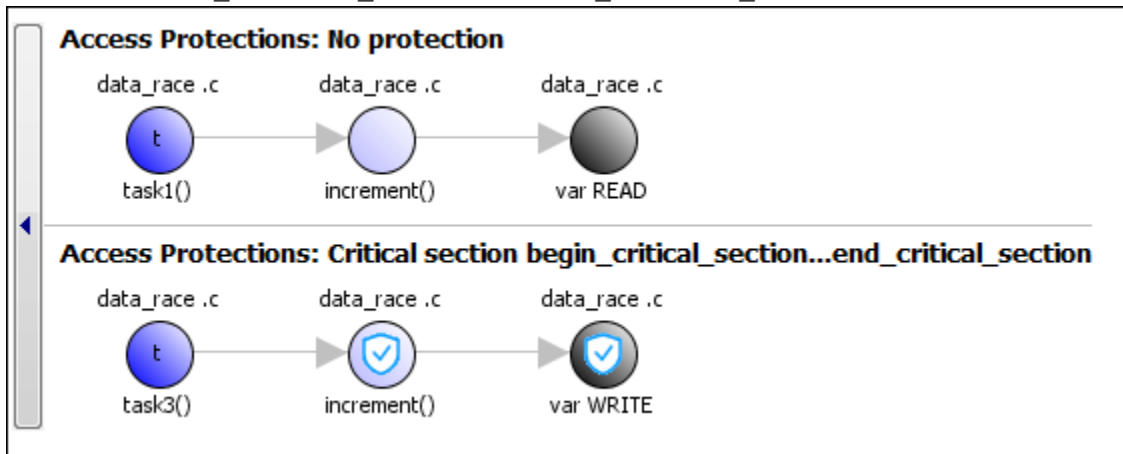 Access Protections: No protection
data_race .c data_race .c data_race .c
t
task1() increment() var READ
Access Protections: Critical section begin_critical_section...end_critical_section
data_race .c data_race .c data_race .c
t
task3() increment() var WRITE